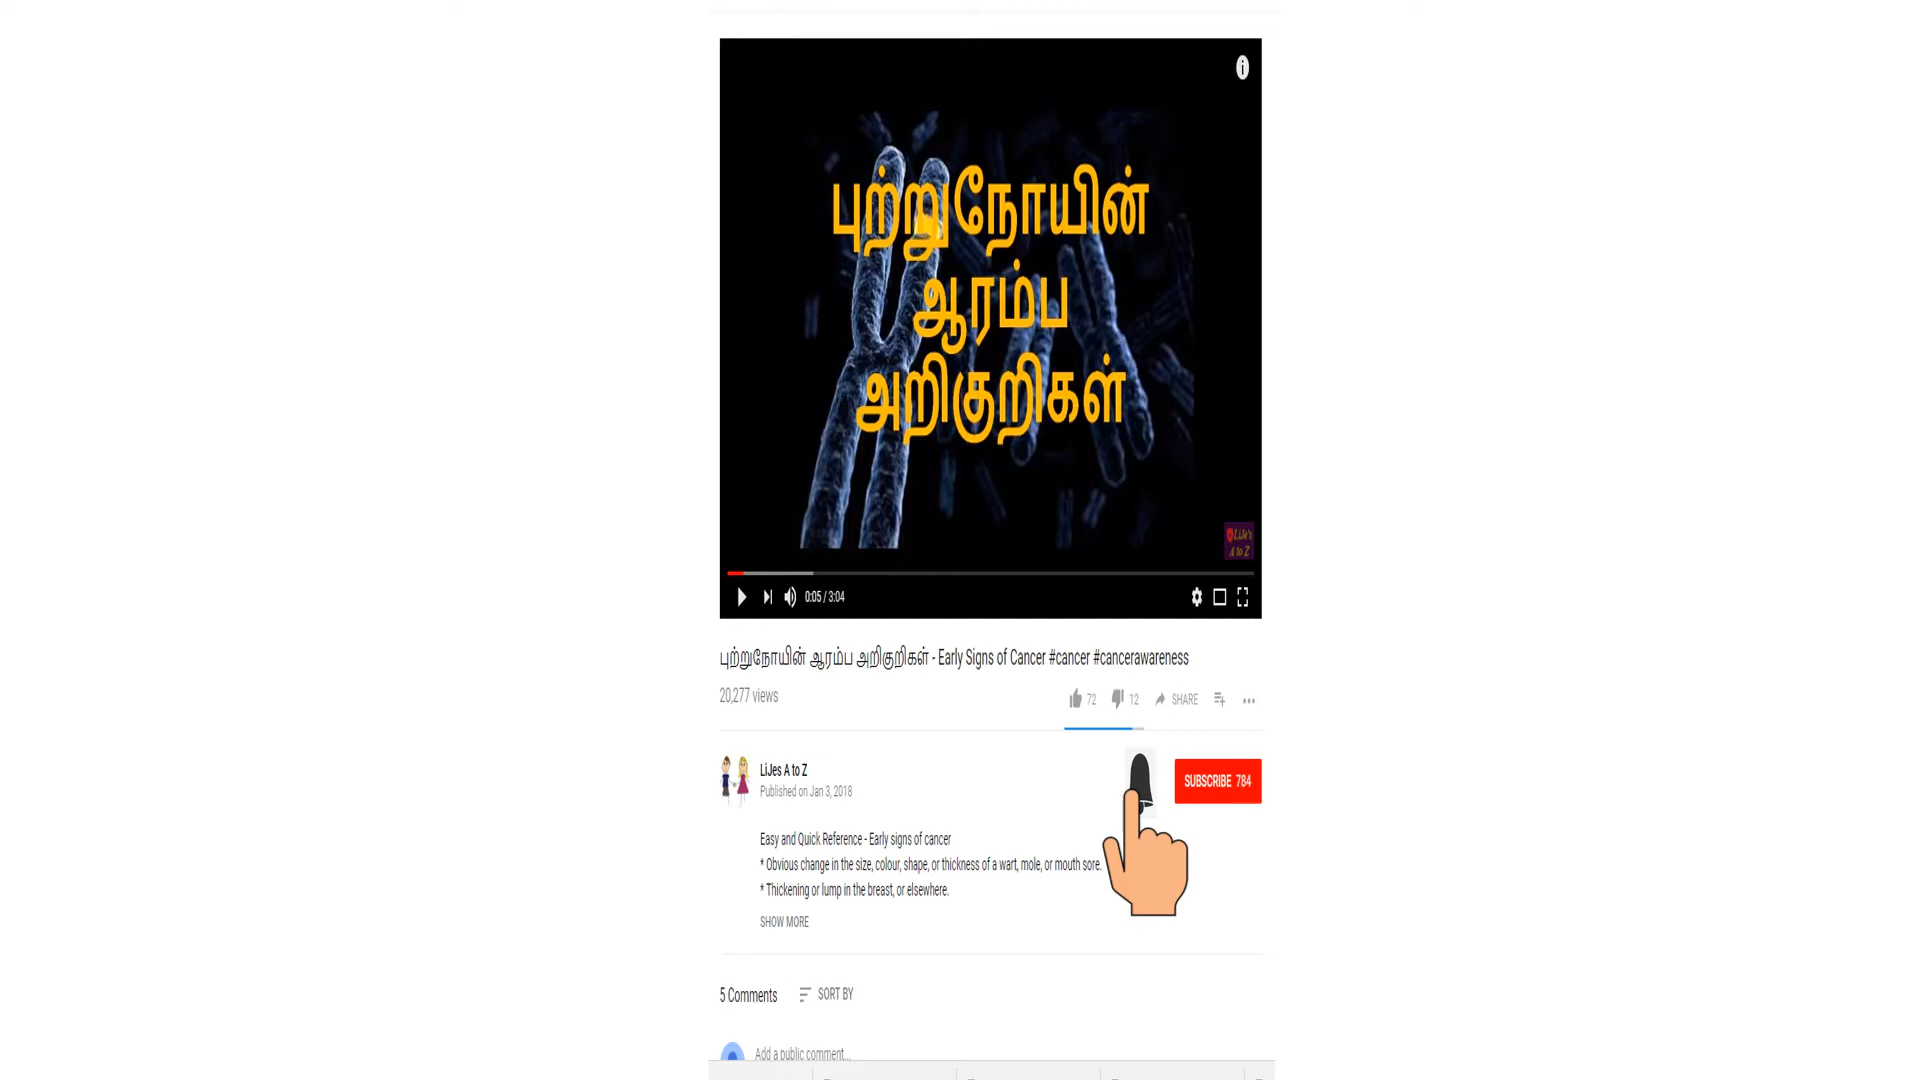 புற்றுநோயின்
ஆரம்ப
அறிகுறிகள்
LiJe's
A to Z
0:05 / 3:04
புற்றுநோயின் ஆரம்ப அறிகுறிகள் - Early Signs of Cancer #cancer #cancerawareness
20,277 views
72 12 SHARE
LiJes A to Z
Published on Jan 3, 2018
SUBSCRIBE 784
Easy and Quick Reference - Early signs of cancer
* Obvious change in the size, colour, shape, or thickness of a wart, mole, or mouth sore.
* Thickening or lump in the breast, or elsewhere.
SHOW MORE
5 Comments SORT BY
Add a public comment...